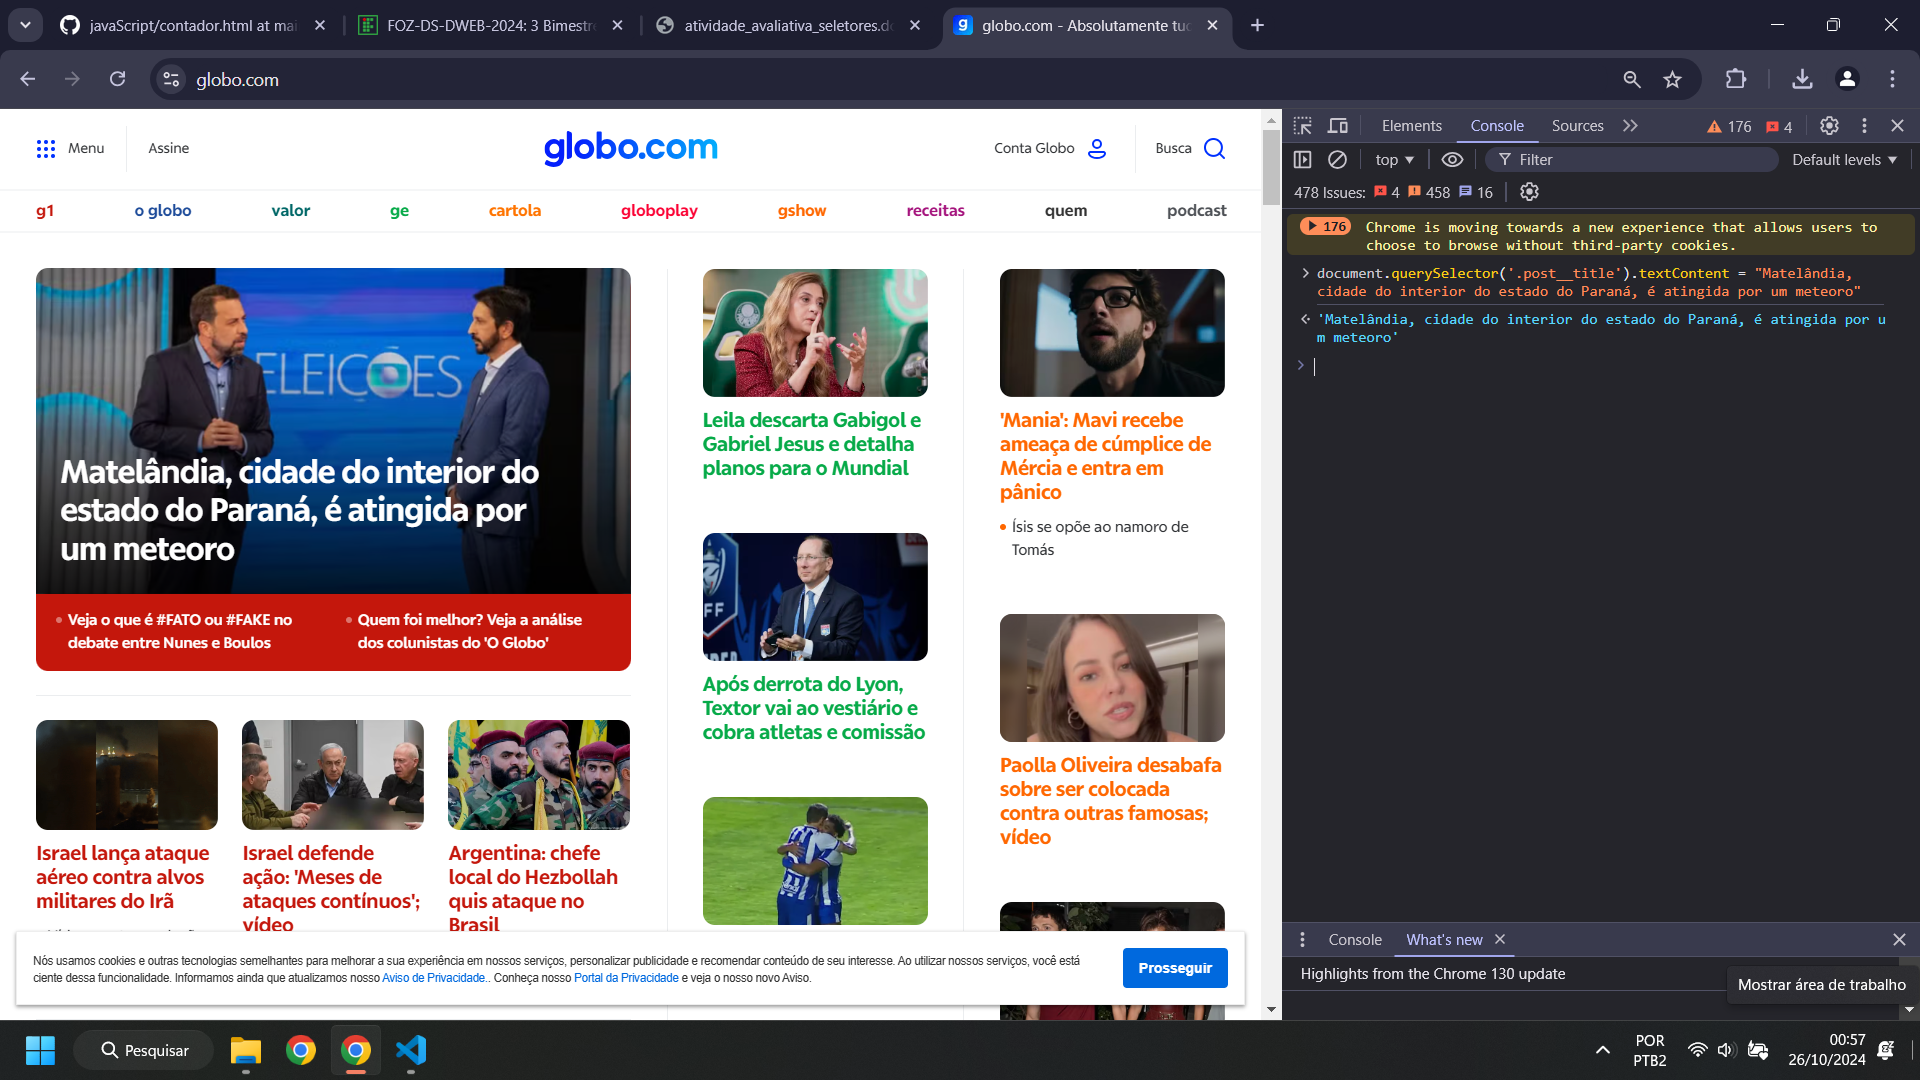 javaScript/contador.html at mai
FOZ-DS-DWEB-2024: 3 Bimestre
atividade_avaliativa_seletores.do
globo.com - Absolutamente tud
globo.com
Menu
Assine
globo.com
Conta Globo
Busca
g1
o globo
valor
ge
cartola
globoplay
gshow
receitas
quem
podcast
ELEIÇÕES
Matelândia, cidade do interior do
estado do Paraná, é atingida por
um meteoro
Veja o que é #FATO ou #FAKE no
debate entre Nunes e Boulos
Quem foi melhor? Veja a análise
dos colunistas do 'O Globo'
Israel lança ataque
aéreo contra alvos
militares do Irã
Israel defende
ação: 'Meses de
ataques contínuos';
vídeo
Argentina: chefe
local do Hezbollah
quis ataque no
Brasil
Leila descarta Gabigol e
Gabriel Jesus e detalha
planos para o Mundial
Após derrota do Lyon,
Textor vai ao vestiário e
cobra atletas e comissão
'Mania': Mavi recebe
ameaça de cúmplice de
Mércia e entra em
pânico
Ísis se opõe ao namoro de
Tomás
Paolla Oliveira desabafa
sobre ser colocada
contra outras famosas;
vídeo
Nós usamos cookies e outras tecnologias semelhantes para melhorar a sua experiência em nossos serviços, personalizar publicidade e recomendar conteúdo de seu interesse. Ao utilizar nossos serviços, você está
ciente dessa funcionalidade. Informamos ainda que atualizamos nosso Aviso de Privacidade.. Conheça nosso Portal da Privacidade e veja o nosso novo Aviso.
Prosseguir
Elements
Console
Sources
176
4
top
Filter
Default levels
478 Issues:
4
458
16
176
Chrome is moving towards a new experience that allows users to
choose to browse without third-party cookies.
document.querySelector('.post__title').textContent = "Matelândia,
cidade do interior do estado do Paraná, é atingida por um meteoro"
'Matelândia, cidade do interior do estado do Paraná, é atingida por u
m meteoro'
Console
What's new
Highlights from the Chrome 130 update
Mostrar área de trabalho
Pesquisar
POR
PTB2
00:57
26/10/2024